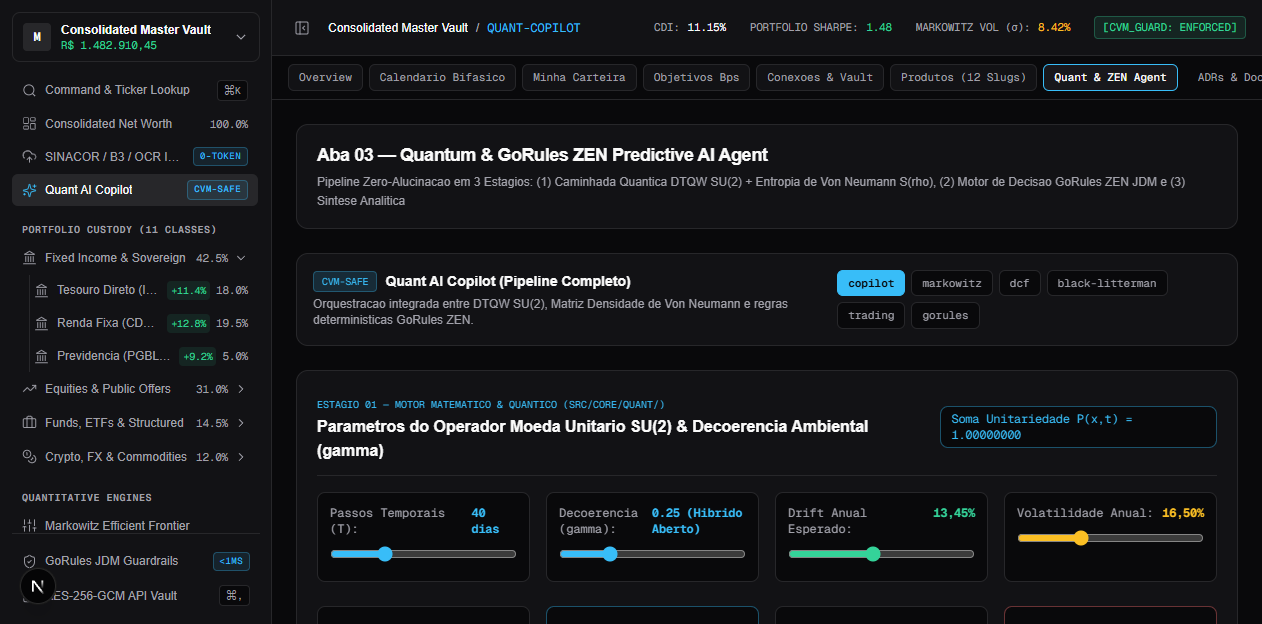 M
Consolidated Master Vault
R$ 1.482.910,45
Command & Ticker Lookup ⌘K
Consolidated Net Worth 100.0%
SINACOR / B3 / OCR I... 0-TOKEN
Quant AI Copilot CVM-SAFE
PORTFOLIO CUSTODY (11 CLASSES)
Fixed Income & Sovereign 42.5%
Tesouro Direto (I... +11.4% 18.0%
Renda Fixa (CD... +12.8% 19.5%
Previdencia (PGBL... +9.2% 5.0%
Equities & Public Offers 31.0%
Funds, ETFs & Structured 14.5%
Crypto, FX & Commodities 12.0%
QUANTITATIVE ENGINES
Markowitz Efficient Frontier
GoRules JDM Guardrails <1MS
N
ES-256-GCM API Vault ⌘,
Consolidated Master Vault / QUANT-COPILOT
CDI: 11.15% PORTFOLIO SHARPE: 1.48 MARKOWITZ VOL (σ): 8.42% [CVM_GUARD: ENFORCED]
Overview Calendario Bifasico Minha Carteira Objetivos Bps Conexoes & Vault Produtos (12 Slugs) Quant & ZEN Agent ADRs & Doc
Aba 03 — Quantum & GoRules ZEN Predictive AI Agent
Pipeline Zero-Alucinacao em 3 Estagios: (1) Caminhada Quantica DTQW SU(2) + Entropia de Von Neumann S(rho), (2) Motor de Decisao GoRules ZEN JDM e (3)
Sintese Analitica
CVM-SAFE Quant AI Copilot (Pipeline Completo)
Orquestracao integrada entre DTQW SU(2), Matriz Densidade de Von Neumann e regras
deterministicas GoRules ZEN.
copilot markowitz dcf black-litterman
trading gorules
ESTAGIO 01 — MOTOR MATEMATICO & QUANTICO (SRC/CORE/QUANT/)
Parametros do Operador Moeda Unitario SU(2) & Decoerencia Ambiental
(gamma)
Soma Unitariedade P(x,t) =
1.00000000
Passos Temporais
(T):
40
dias
Decoerencia
(gamma):
0.25 (Hibrido
Aberto)
Drift Anual
Esperado:
13,45%
Volatilidade Anual: 16,50%